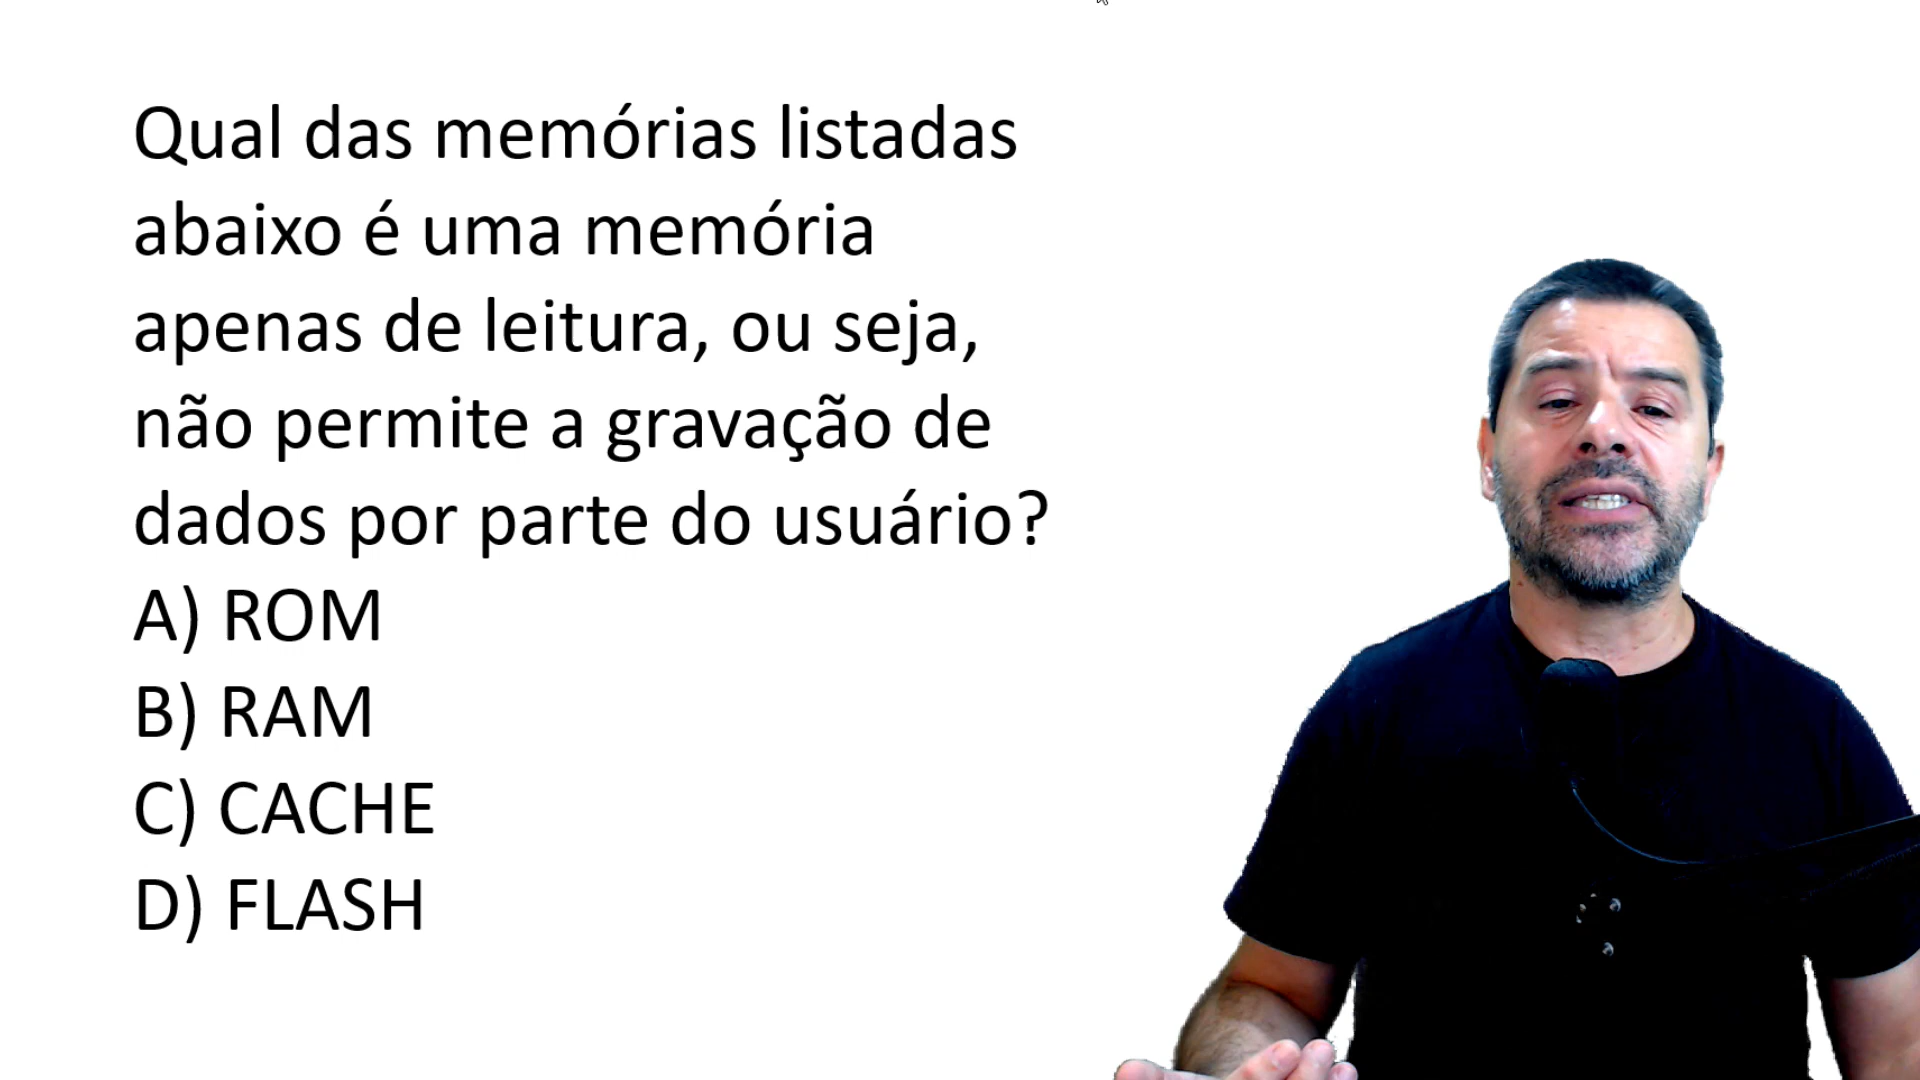 Qual das memórias listadas
abaixo é uma memória
apenas de leitura, ou seja,
não permite a gravação de
dados por parte do usuário?
A) ROM
B) RAM
C) CACHE
D) FLASH